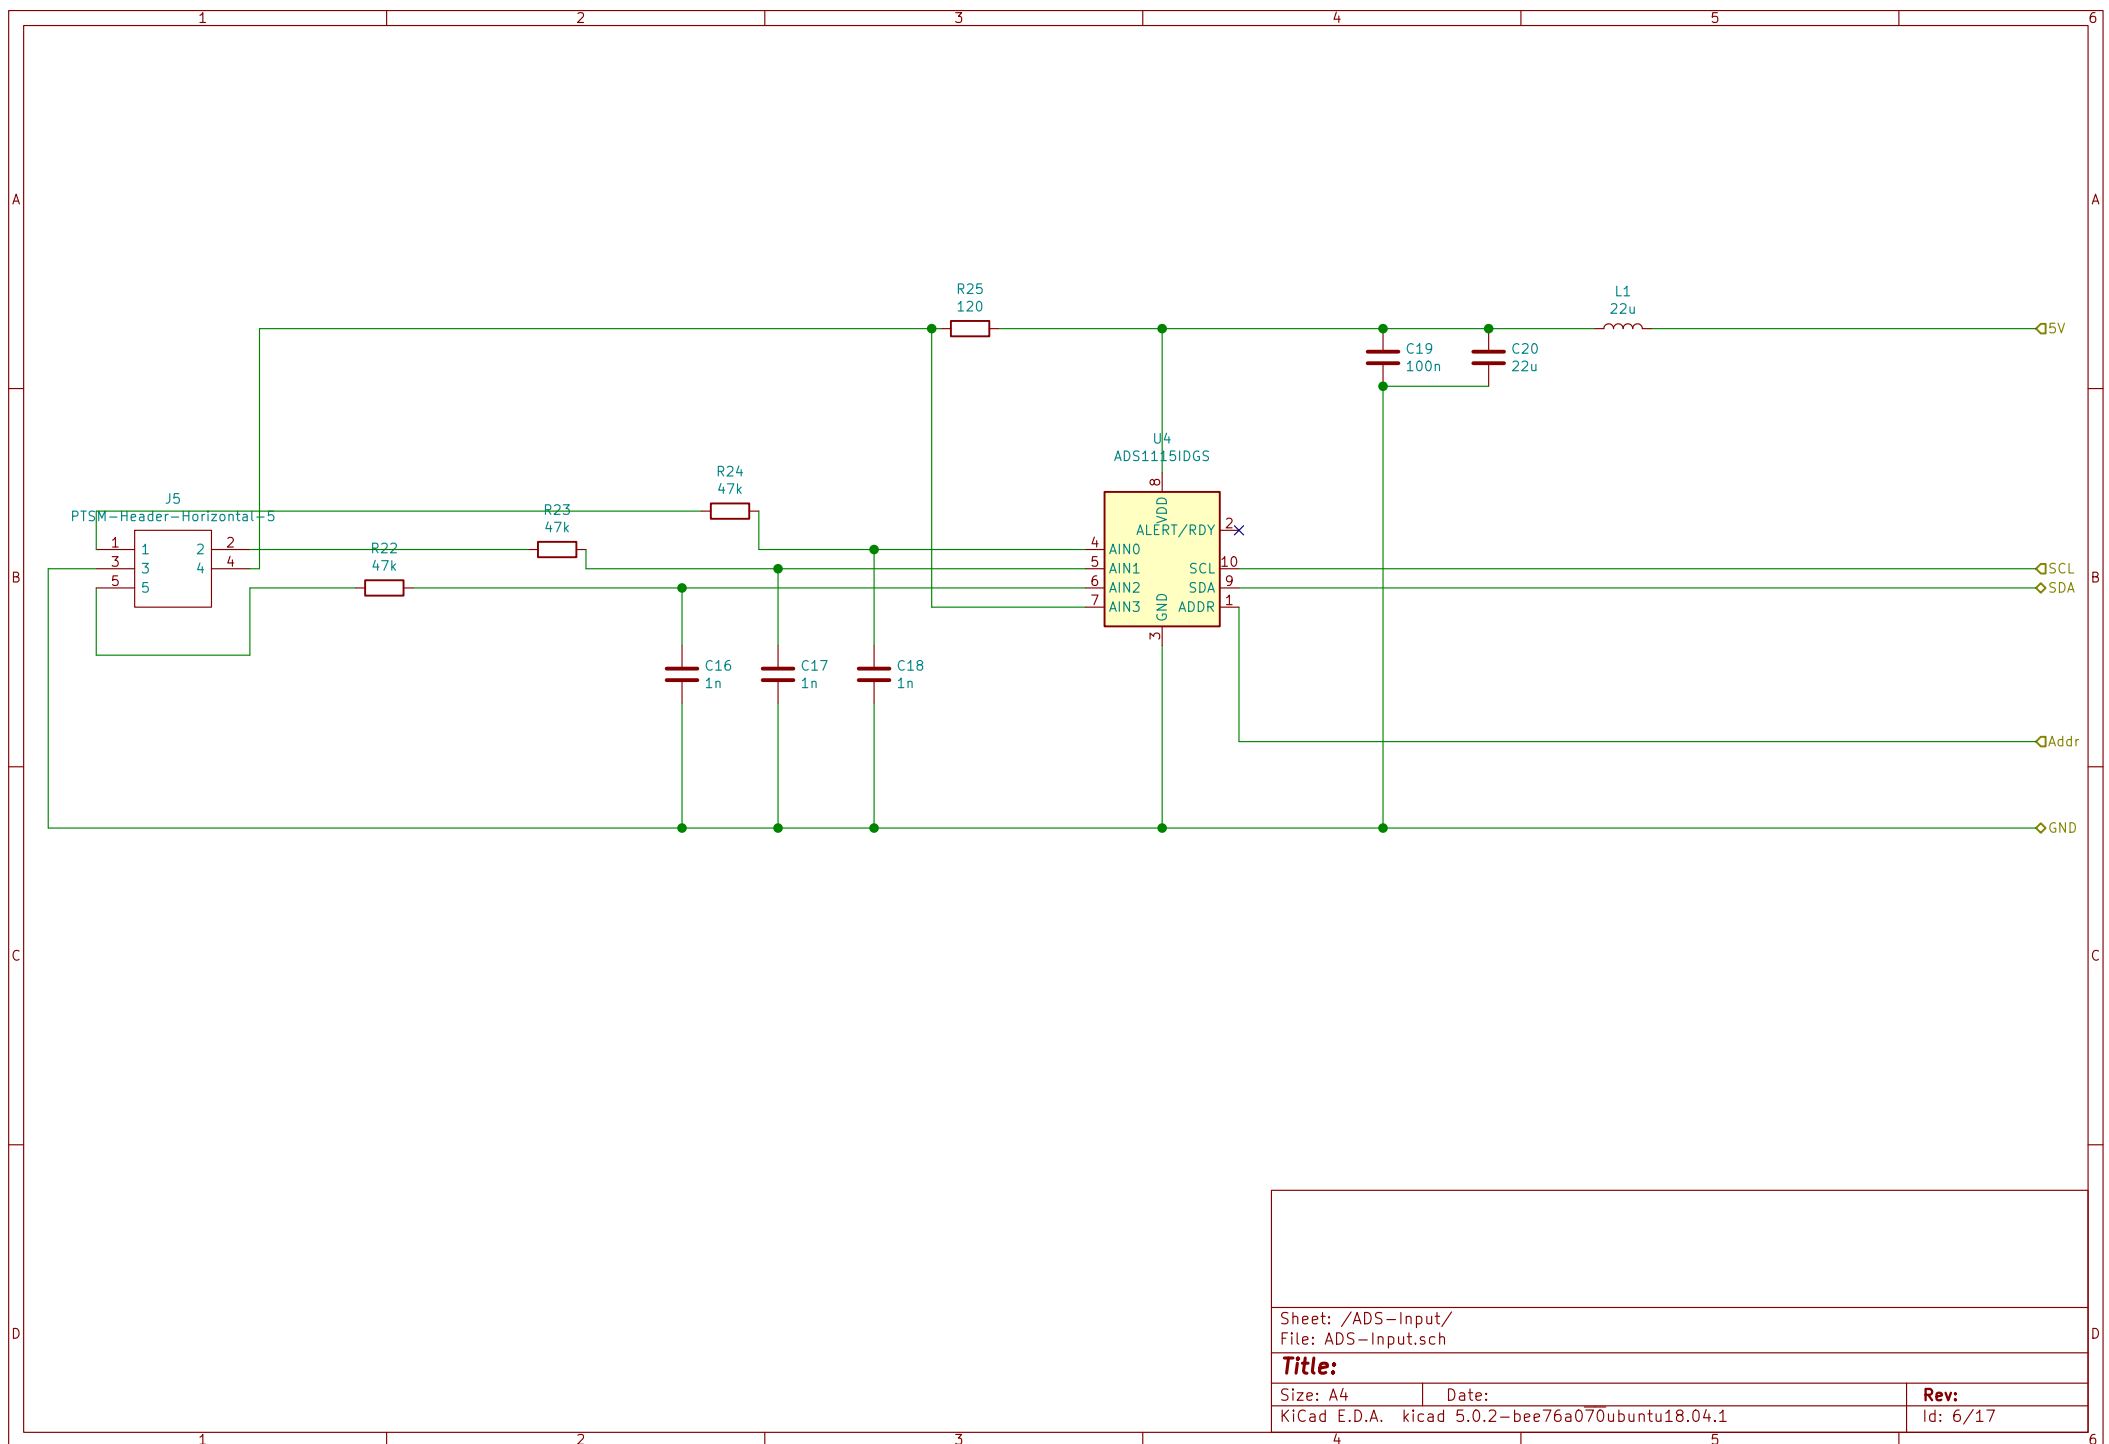 1 2 3 4 5 6
A A
R25
120
L1
22u
5V
C19
100n
C20
22u
U4
ADS1115IDGS
R24
47k
J5
PTSM-Header-Horizontal-5
R23
47k
R22
47k
1 1 2 2
3 3 4 4
5 5
8
VDD
ALERT/RDY 2
4 AIN0
5 AIN1 SCL 10
6 AIN2 SDA 9
7 AIN3 ADDR 1
GND
3
SCL
SDA
B B
C16
1n
C17
1n
C18
1n
Addr
GND
C C
Sheet: /ADS-Input/
File: ADS-Input.sch
Title:
Size: A4 Date: Rev:
KiCad E.D.A. kicad 5.0.2-bee76a070ubuntu18.04.1 Id: 6/17
D D
1 2 3 4 5 6